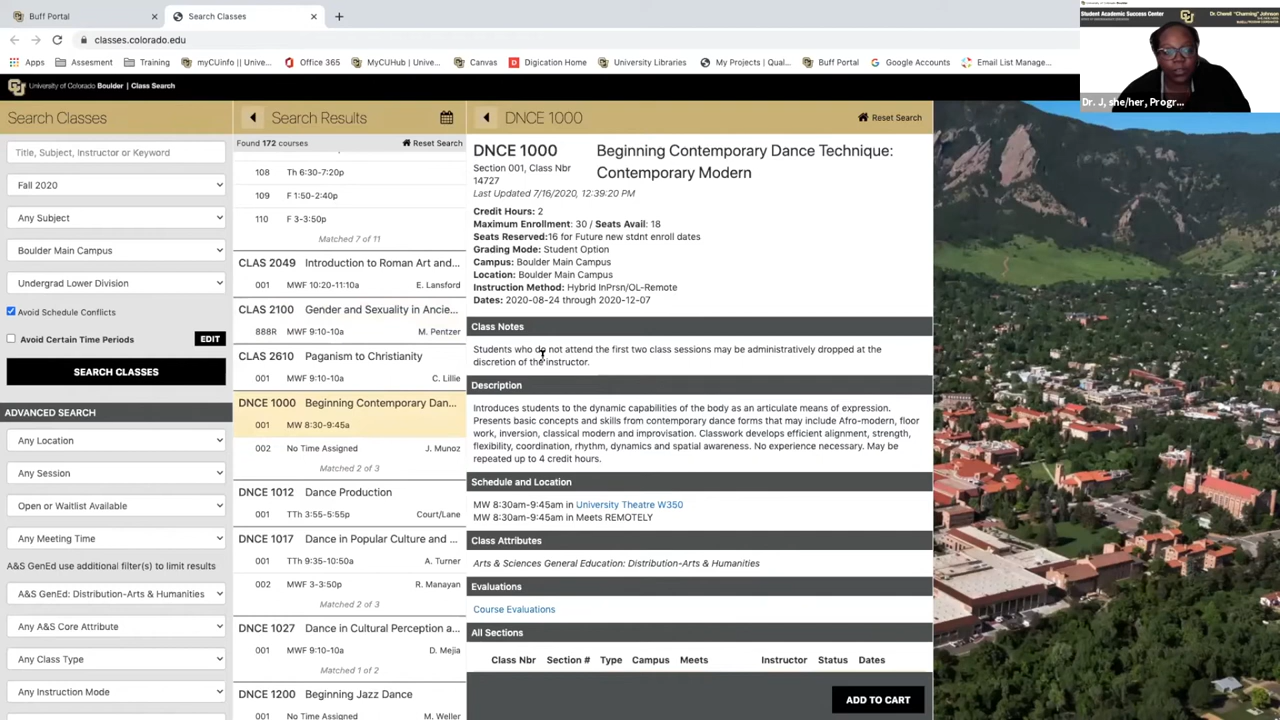 Buff Portal
Search Classes
classes.colorado.edu
Apps
Assesment
Training
myCUinfo || Unive...
Office 365
MyCUHub | Unive...
Canvas
Digication Home
University Libraries
My Projects | Qual...
Buff Portal
Google Accounts
Email List Manage...
Student Academic Success Center
Dr. J, she/her, Progr...
University of Colorado Boulder | Class Search
Search Classes
Title, Subject, Instructor or Keyword
Fall 2020
Any Subject
Boulder Main Campus
Undergrad Lower Division
Avoid Schedule Conflicts
Avoid Certain Time Periods
EDIT
SEARCH CLASSES
ADVANCED SEARCH
Any Location
Any Session
Open or Waitlist Available
Any Meeting Time
A&S GenEd use additional filter(s) to limit results
A&S GenEd: Distribution-Arts & Humanities
Any A&S Core Attribute
Any Class Type
Any Instruction Mode
Search Results
Found 172 courses
Reset Search
108 Th 6:30-7:20p
109 F 1:50-2:40p
110 F 3-3:50p
Matched 7 of 11
CLAS 2049 Introduction to Roman Art and...
001 MWF 10:20-11:10a E. Lansford
CLAS 2100 Gender and Sexuality in Ancie...
888R MWF 9:10-10a M. Pentzer
CLAS 2610 Paganism to Christianity
001 MWF 9:10-10a C. Lillie
DNCE 1000 Beginning Contemporary Dan...
001 MW 8:30-9:45a
002 No Time Assigned J. Munoz
Matched 2 of 3
DNCE 1012 Dance Production
001 TTh 3:55-5:55p Court/Lane
DNCE 1017 Dance in Popular Culture and ...
001 TTh 9:35-10:50a A. Turner
002 MWF 3-3:50p R. Manayan
Matched 2 of 3
DNCE 1027 Dance in Cultural Perception a...
001 MWF 9:10-10a D. Mejia
Matched 1 of 2
DNCE 1200 Beginning Jazz Dance
001 No Time Assigned M. Weller
DNCE 1000
Reset Search
DNCE 1000
Section 001, Class Nbr
14727
Beginning Contemporary Dance Technique:
Contemporary Modern
Last Updated 7/16/2020, 12:39:20 PM
Credit Hours: 2
Maximum Enrollment: 30 / Seats Avail: 18
Seats Reserved:16 for Future new stdnt enroll dates
Grading Mode: Student Option
Campus: Boulder Main Campus
Location: Boulder Main Campus
Instruction Method: Hybrid InPrsn/OL-Remote
Dates: 2020-08-24 through 2020-12-07
Class Notes
Students who do not attend the first two class sessions may be administratively dropped at the
discretion of the instructor.
Description
Introduces students to the dynamic capabilities of the body as an articulate means of expression.
Presents basic concepts and skills from contemporary dance forms that may include Afro-modern, floor
work, inversion, classical modern and improvisation. Classwork develops efficient alignment, strength,
flexibility, coordination, rhythm, dynamics and spatial awareness. No experience necessary. May be
repeated up to 4 credit hours.
Schedule and Location
MW 8:30am-9:45am in University Theatre W350
MW 8:30am-9:45am in Meets REMOTELY
Class Attributes
Arts & Sciences General Education: Distribution-Arts & Humanities
Evaluations
Course Evaluations
All Sections
Class Nbr Section # Type Campus Meets Instructor Status Dates
ADD TO CART